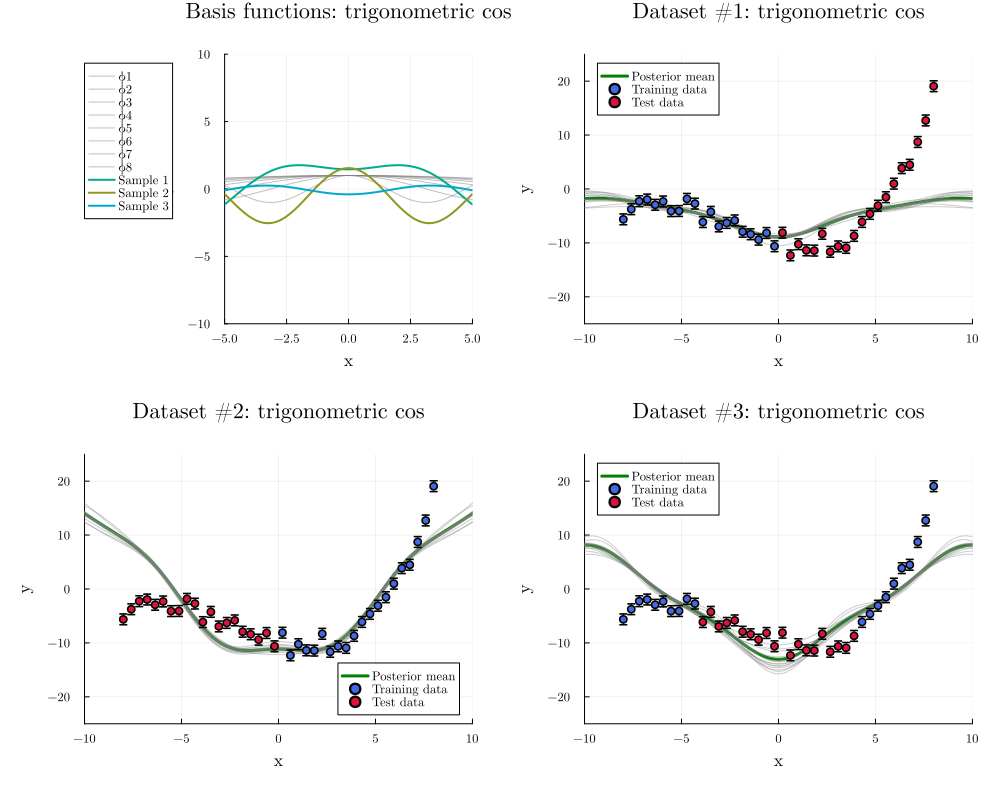 Basis functions: trigonometric cos
ϕ1
ϕ2
ϕ3
ϕ4
ϕ5
ϕ6
ϕ7
ϕ8
Sample 1
Sample 2
Sample 3
10
5
0
−5
−10
−5.0 −2.5 0.0 2.5 5.0
x
Dataset #1: trigonometric cos
Posterior mean
Training data
Test data
y
20
10
0
−10
−20
−10 −5 0 5 10
x
Dataset #2: trigonometric cos
y
20
10
0
−10
−20
Posterior mean
Training data
Test data
−10 −5 0 5 10
x
Dataset #3: trigonometric cos
Posterior mean
Training data
Test data
y
20
10
0
−10
−20
−10 −5 0 5 10
x